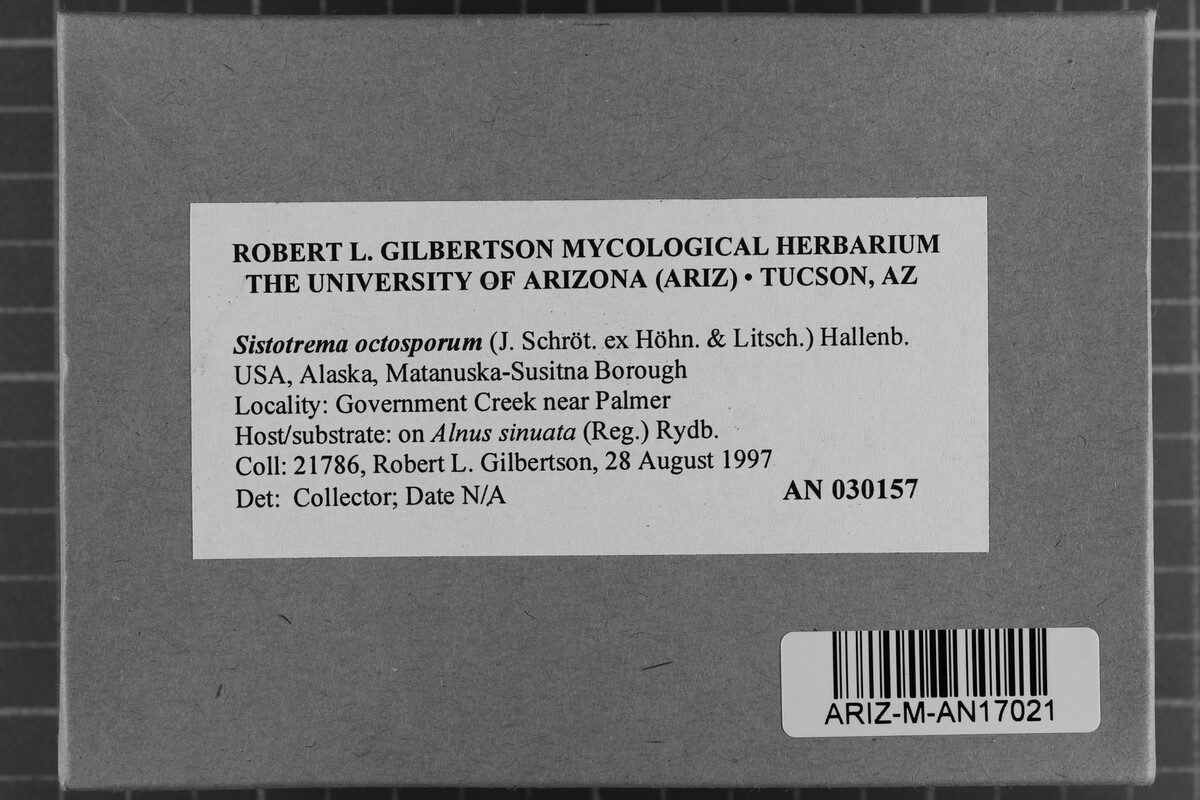 ROBERT L. GILBERTSON MYCOLOGICAL HERBARIUM
THE UNIVERSITY OF ARIZONA (ARIZ) • TUCSON, AZ
Sistotrema octosporum (J. Schröt. ex Höhn. & Litsch.) Hallenb.
USA, Alaska, Matanuska-Susitna Borough
Locality: Government Creek near Palmer
Host/substrate: on Alnus sinuata (Reg.) Rydb.
Coll: 21786, Robert L. Gilbertson, 28 August 1997
Det: Collector; Date N/A AN 030157
ARIZ-M-AN17021